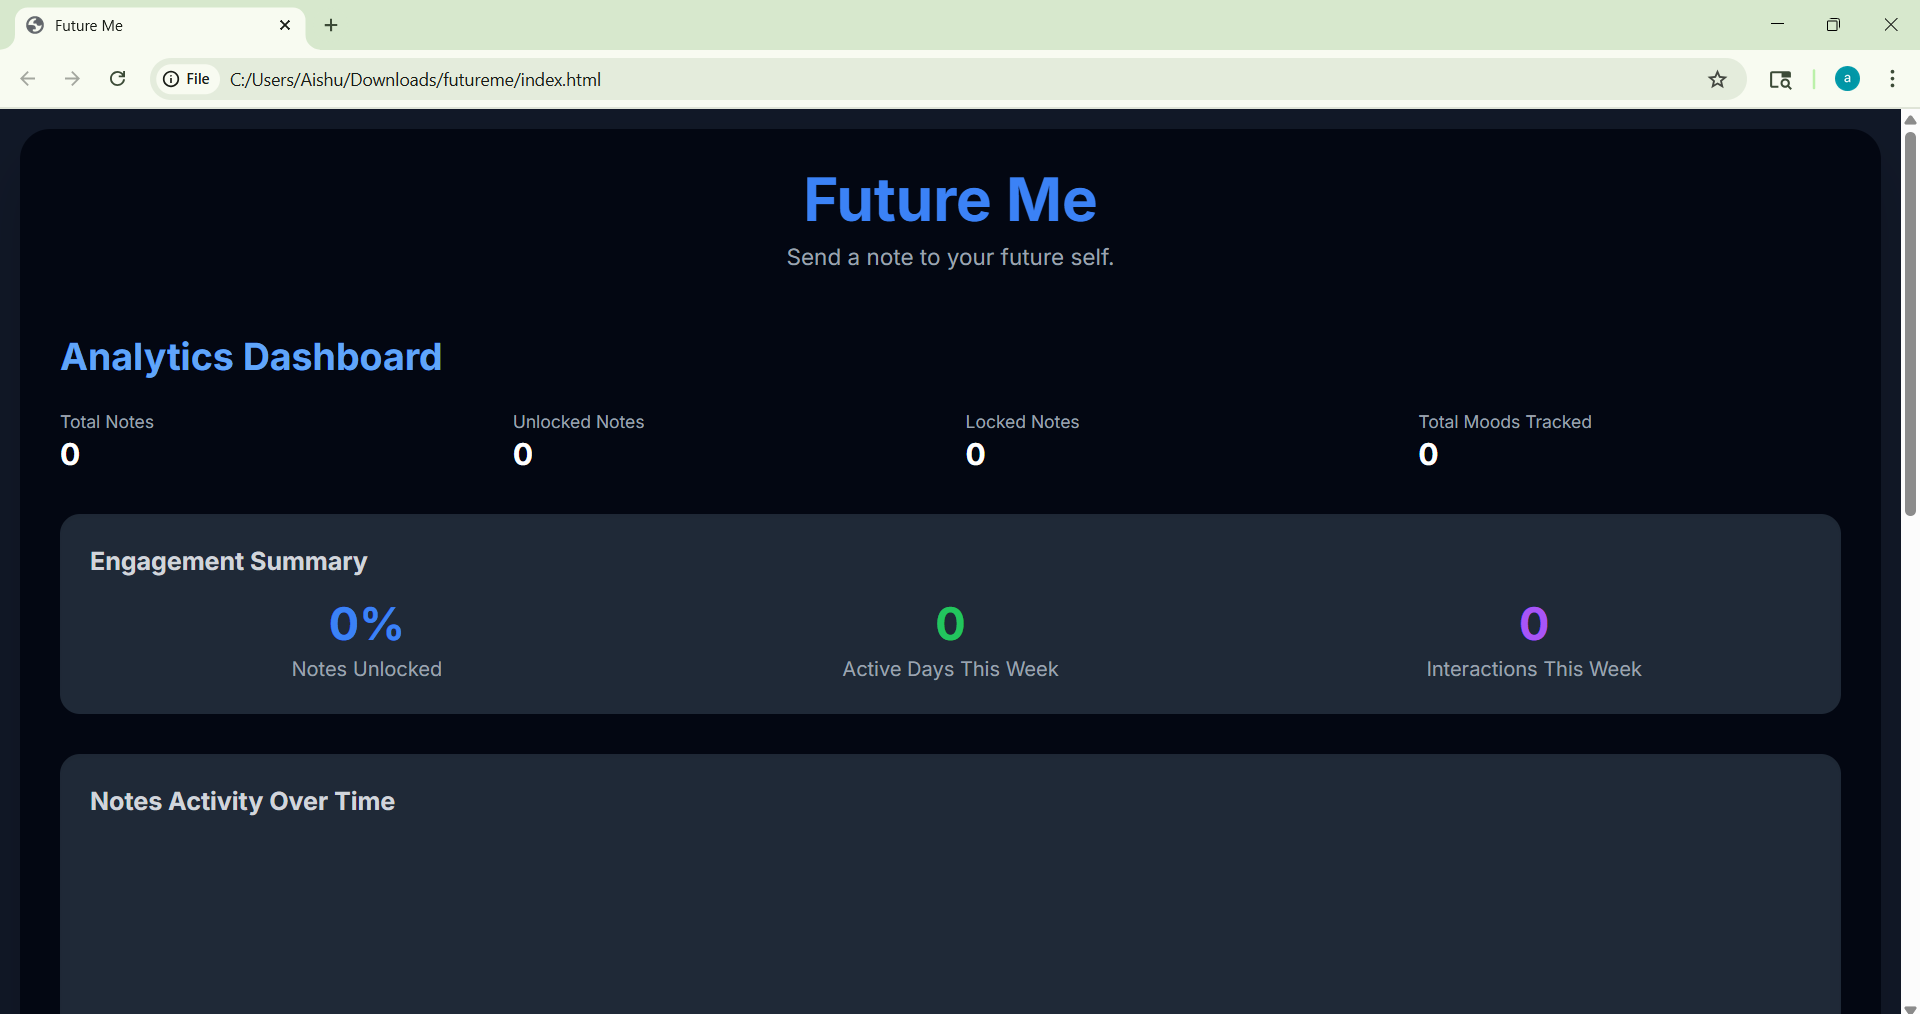 Future Me
File C:/Users/Aishu/Downloads/futureme/index.html
a
Future Me
Send a note to your future self.
Analytics Dashboard
Total Notes Unlocked Notes Locked Notes Total Moods Tracked
0 0 0 0
Engagement Summary
0% 0 0
Notes Unlocked Active Days This Week Interactions This Week
Notes Activity Over Time